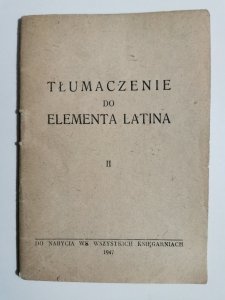 TŁUMACZENIE
DO
ELEMENTA LATINA
II
DO NABYCIA WE WSZYSTKICH KSIĘGARNIACH
1947